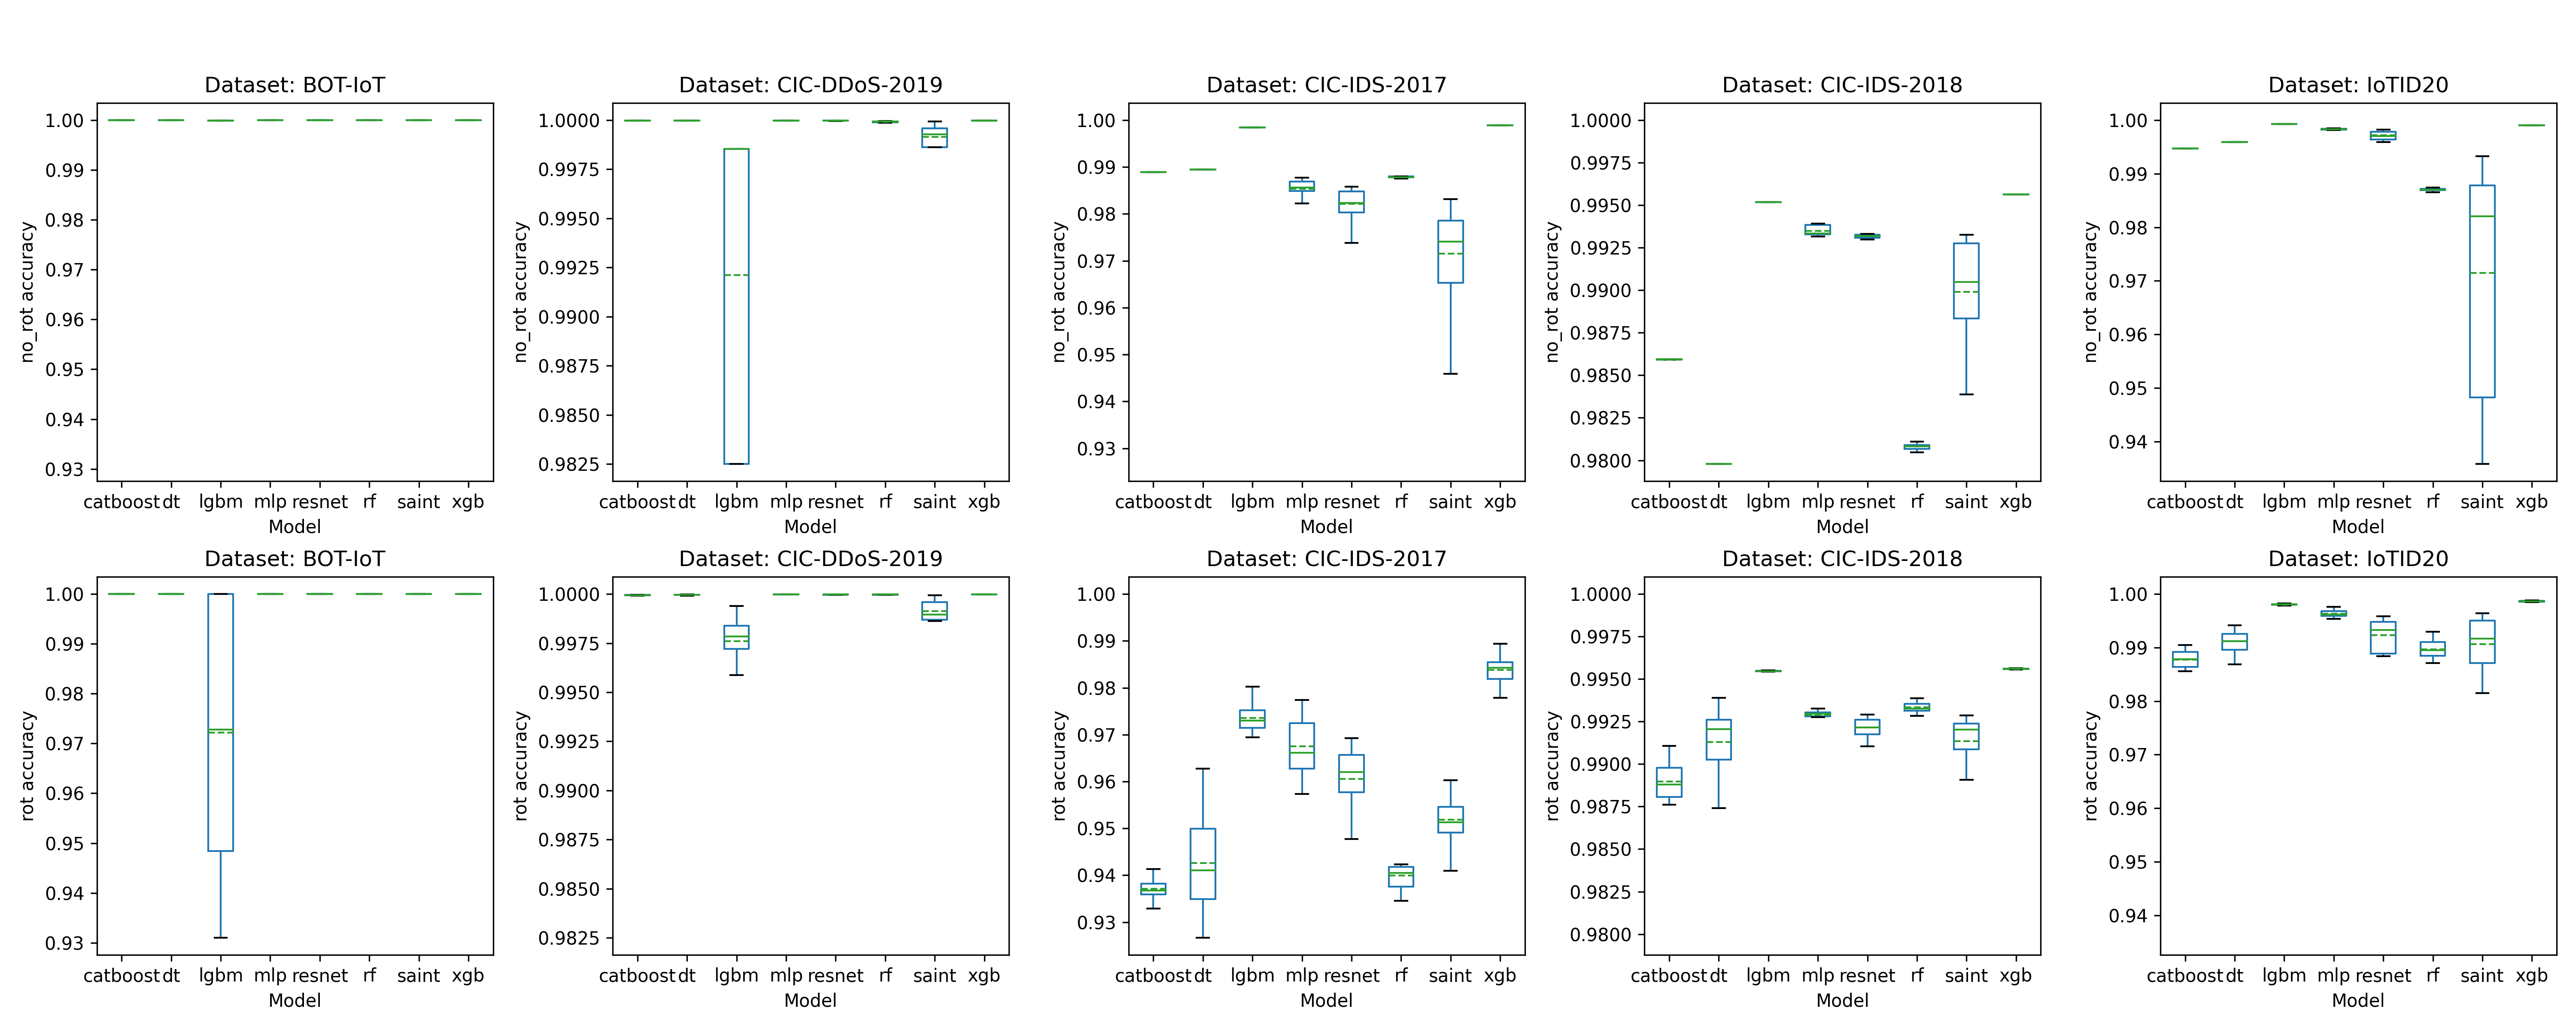 Dataset: BOT-IoT
no_rot accuracy
1.00
0.99
0.98
0.97
0.96
0.95
0.94
0.93
catboost dt lgbm mlp resnet rf saint xgb
Model
Dataset: CIC-DDoS-2019
no_rot accuracy
1.0000
0.9975
0.9950
0.9925
0.9900
0.9875
0.9850
0.9825
catboost dt lgbm mlp resnet rf saint xgb
Model
Dataset: CIC-IDS-2017
no_rot accuracy
1.00
0.99
0.98
0.97
0.96
0.95
0.94
0.93
catboost dt lgbm mlp resnet rf saint xgb
Model
Dataset: CIC-IDS-2018
no_rot accuracy
1.0000
0.9975
0.9950
0.9925
0.9900
0.9875
0.9850
0.9825
0.9800
catboost dt lgbm mlp resnet rf saint xgb
Model
Dataset: IoTID20
no_rot accuracy
1.00
0.99
0.98
0.97
0.96
0.95
0.94
catboost dt lgbm mlp resnet rf saint xgb
Model
Dataset: BOT-IoT
rot accuracy
1.00
0.99
0.98
0.97
0.96
0.95
0.94
0.93
catboost dt lgbm mlp resnet rf saint xgb
Model
Dataset: CIC-DDoS-2019
rot accuracy
1.0000
0.9975
0.9950
0.9925
0.9900
0.9875
0.9850
0.9825
catboost dt lgbm mlp resnet rf saint xgb
Model
Dataset: CIC-IDS-2017
rot accuracy
1.00
0.99
0.98
0.97
0.96
0.95
0.94
0.93
catboost dt lgbm mlp resnet rf saint xgb
Model
Dataset: CIC-IDS-2018
rot accuracy
1.0000
0.9975
0.9950
0.9925
0.9900
0.9875
0.9850
0.9825
0.9800
catboost dt lgbm mlp resnet rf saint xgb
Model
Dataset: IoTID20
rot accuracy
1.00
0.99
0.98
0.97
0.96
0.95
0.94
catboost dt lgbm mlp resnet rf saint xgb
Model